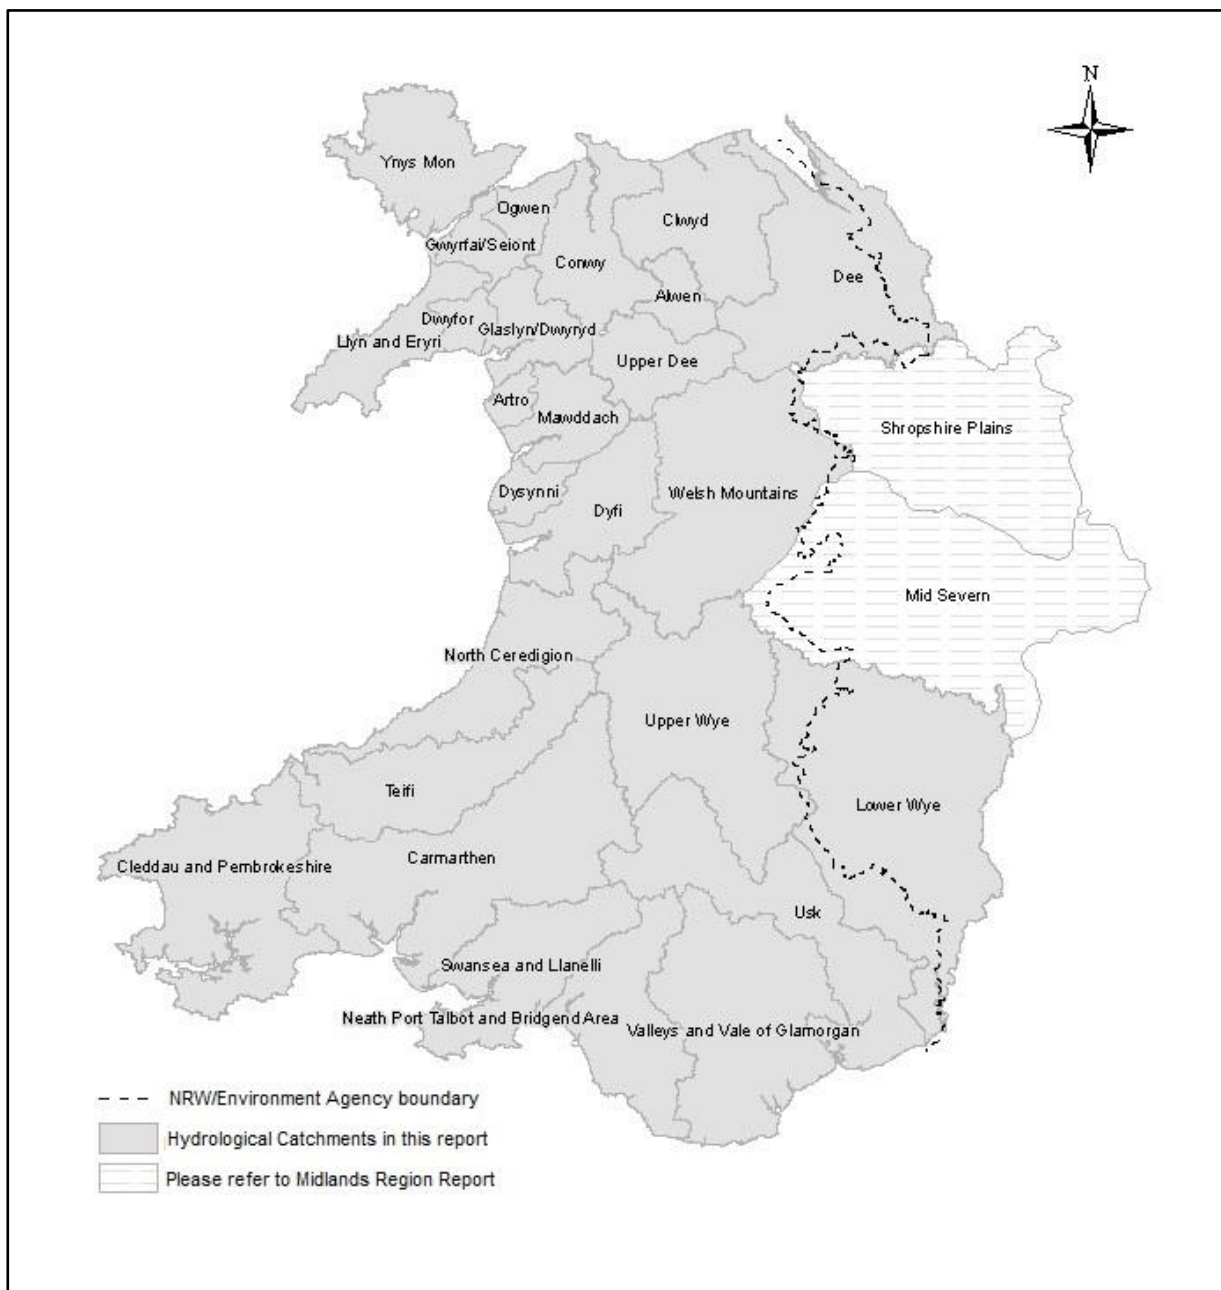 N
Ynys Mon
Ogwen
Clwyd
Gwyrfai/Seiont
Conwy
Dee
Alwen
Dwyfor
Glaslyn/Dwyryd
Llyn and Eryri
Upper Dee
Artro
Mawddach
Shropshire Plains
Dysynni
Welsh Mountains
Dyfi
Mid Severn
North Ceredigion
Upper Wye
Teifi
Lower Wye
Carmarthen
Cleddau and Pembrokeshire
Usk
Swansea and Llanelli
Neath Port Talbot and Bridgend Area
Valleys and Vale of Glamorgan
NRW/Environment Agency boundary
Hydrological Catchments in this report
Please refer to Midlands Region Report